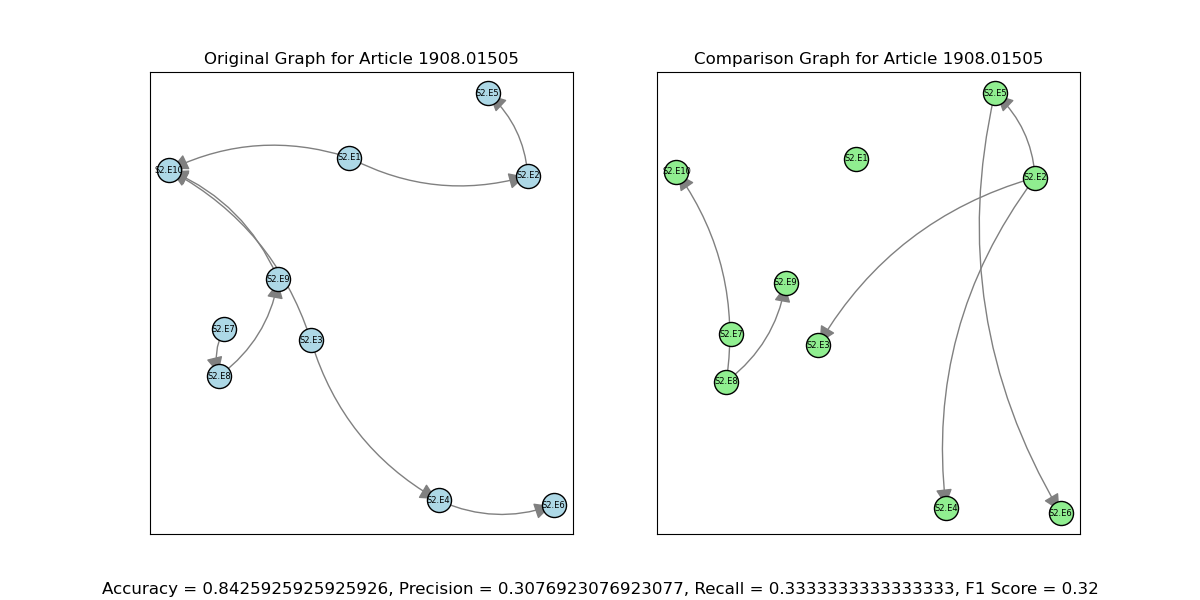 Original Graph for Article 1908.01505
S2.E5
S2.E1
S2.E10
S2.E2
S2.E9
S2.E7
S2.E3
S2.E8
S2.E4
S2.E6
Comparison Graph for Article 1908.01505
S2.E5
S2.E1
S2.E10
S2.E2
S2.E9
S2.E7
S2.E3
S2.E8
S2.E4
S2.E6
Accuracy = 0.8425925925925926, Precision = 0.3076923076923077, Recall = 0.3333333333333333, F1 Score = 0.32